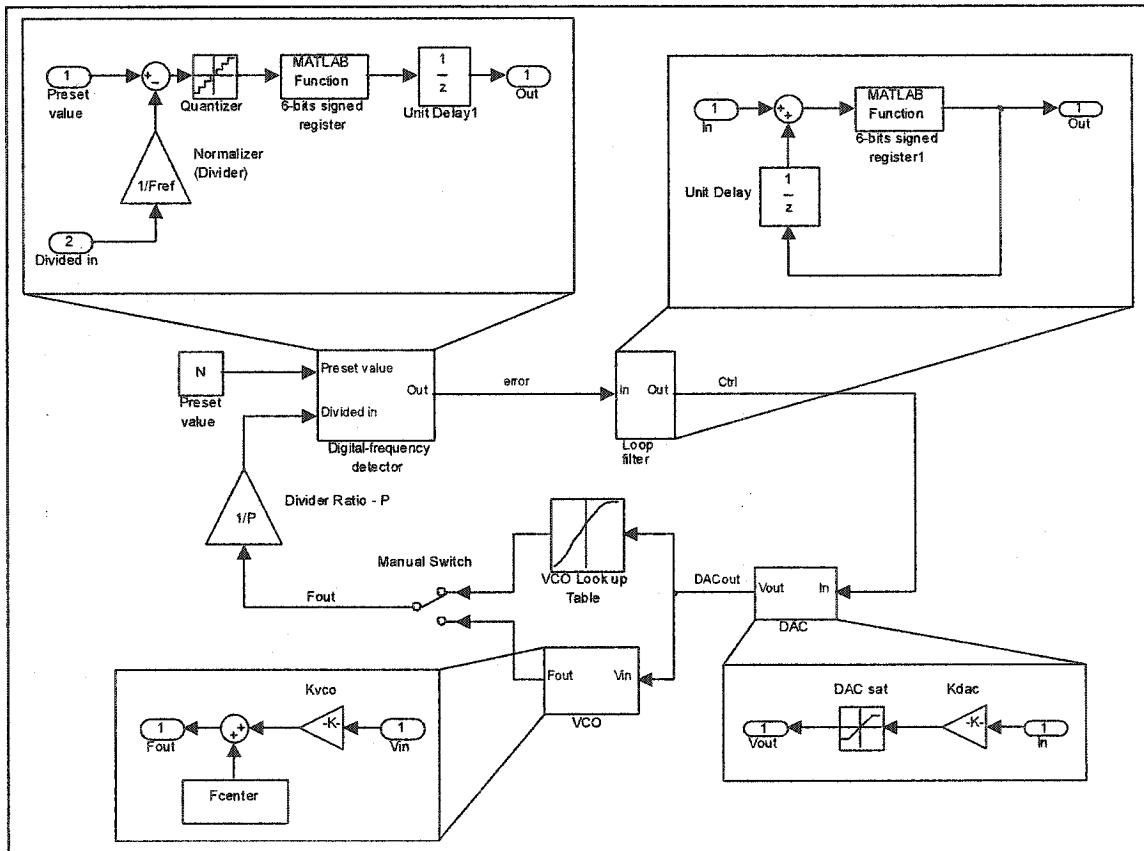 1
Preset
value
Quantizer
MATLAB
Function
6-bits signed
register
1
z
Unit Delay1
1
Out
Normalizer
(Divider)
1/Fref
2
Divided in
1
In
MATLAB
Function
6-bits signed
register1
1
Out
Unit Delay
1
z
N
Preset
value
Preset value
Out
Divided in
Digital-frequency
detector
error
In
Out
Loop
filter
Ctrl
Divider Ratio - P
1/P
Manual Switch
Fout
VCO Look up
Table
DACout
Vout
In
DAC
Fout
Vin
VCO
Kvco
1
Fout
-K-
1
Vin
Fcenter
DAC sat
Kdac
1
Vout
-K-
1
In